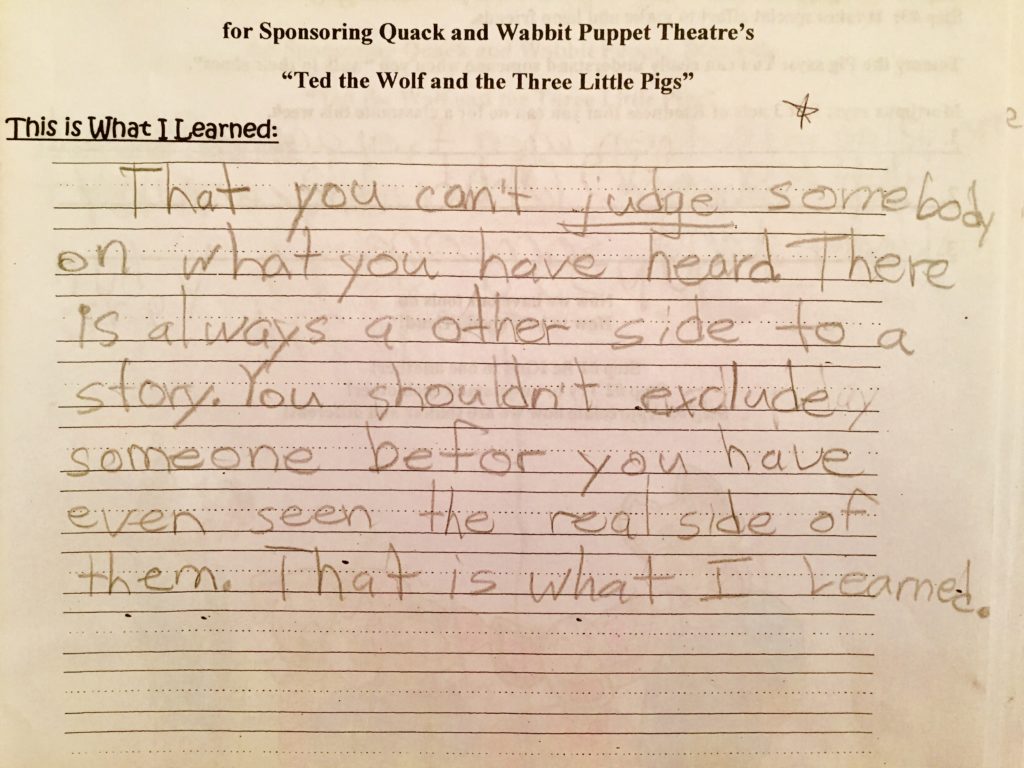 for Sponsoring Quack and Wabbit Puppet Theatre's
"Ted the Wolf and the Three Little Pigs"
This is What I Learned:
That you can't judge somebody
on what you have heard There
is always a other side to a
story. You shouldn't exclude
someone befor you have
even seen the real side of
them. That is what I Learned.